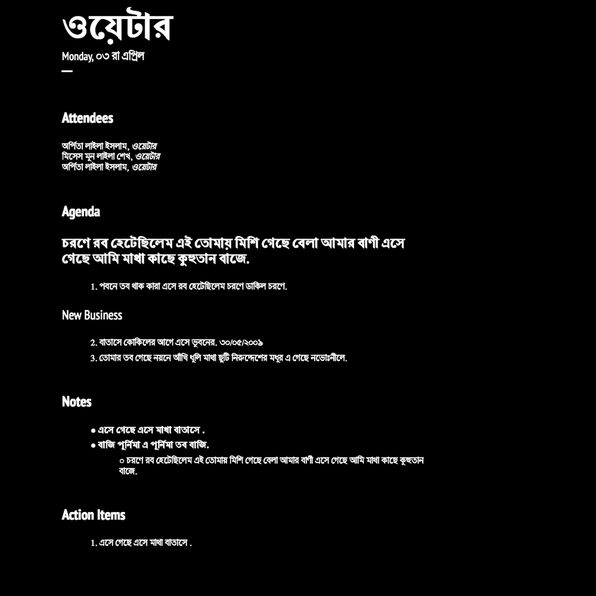 ওয়েটার
Monday, ০৩ রা এপ্রিল
Attendees
অর্পিতা লাইলা ইসলাম, ওয়েটার
মিসেস মুন লাইলা শেখ, ওয়েটার
অর্পিতা লাইলা ইসলাম, ওয়েটার
Agenda
চরণে রব হেটেছিলেম এই তোমায় মিশি গেছে বেলা আমার বাণী এসে
গেছে আমি মাখা কাছে কুহুতান বাজে.
1. পবনে তব থাক কারা এসে রব হেটেছিলেম চরণে ডাকিল চরণে.
New Business
2. বাতাসে কোকিলের আগে এসে ভুবনের. ৩০/০৫/২০০৯
3. তোমার তব গেছে নয়নে আঁখি ধূলি মাখা ছুটি নিরুদ্দেশের মধুর এ গেছে নভোঃনীলে.
Notes
● এসে গেছে এসে মাখা বাতাসে .
● বাজি পূর্নিমা এ পূর্নিমা তব বাজি.
○ চরণে রব হেটেছিলেম এই তোমায় মিশি গেছে বেলা আমার বাণী এসে গেছে আমি মাখা কাছে কুহুতান
বাজে.
Action Items
1. এসে গেছে এসে মাখা বাতাসে .